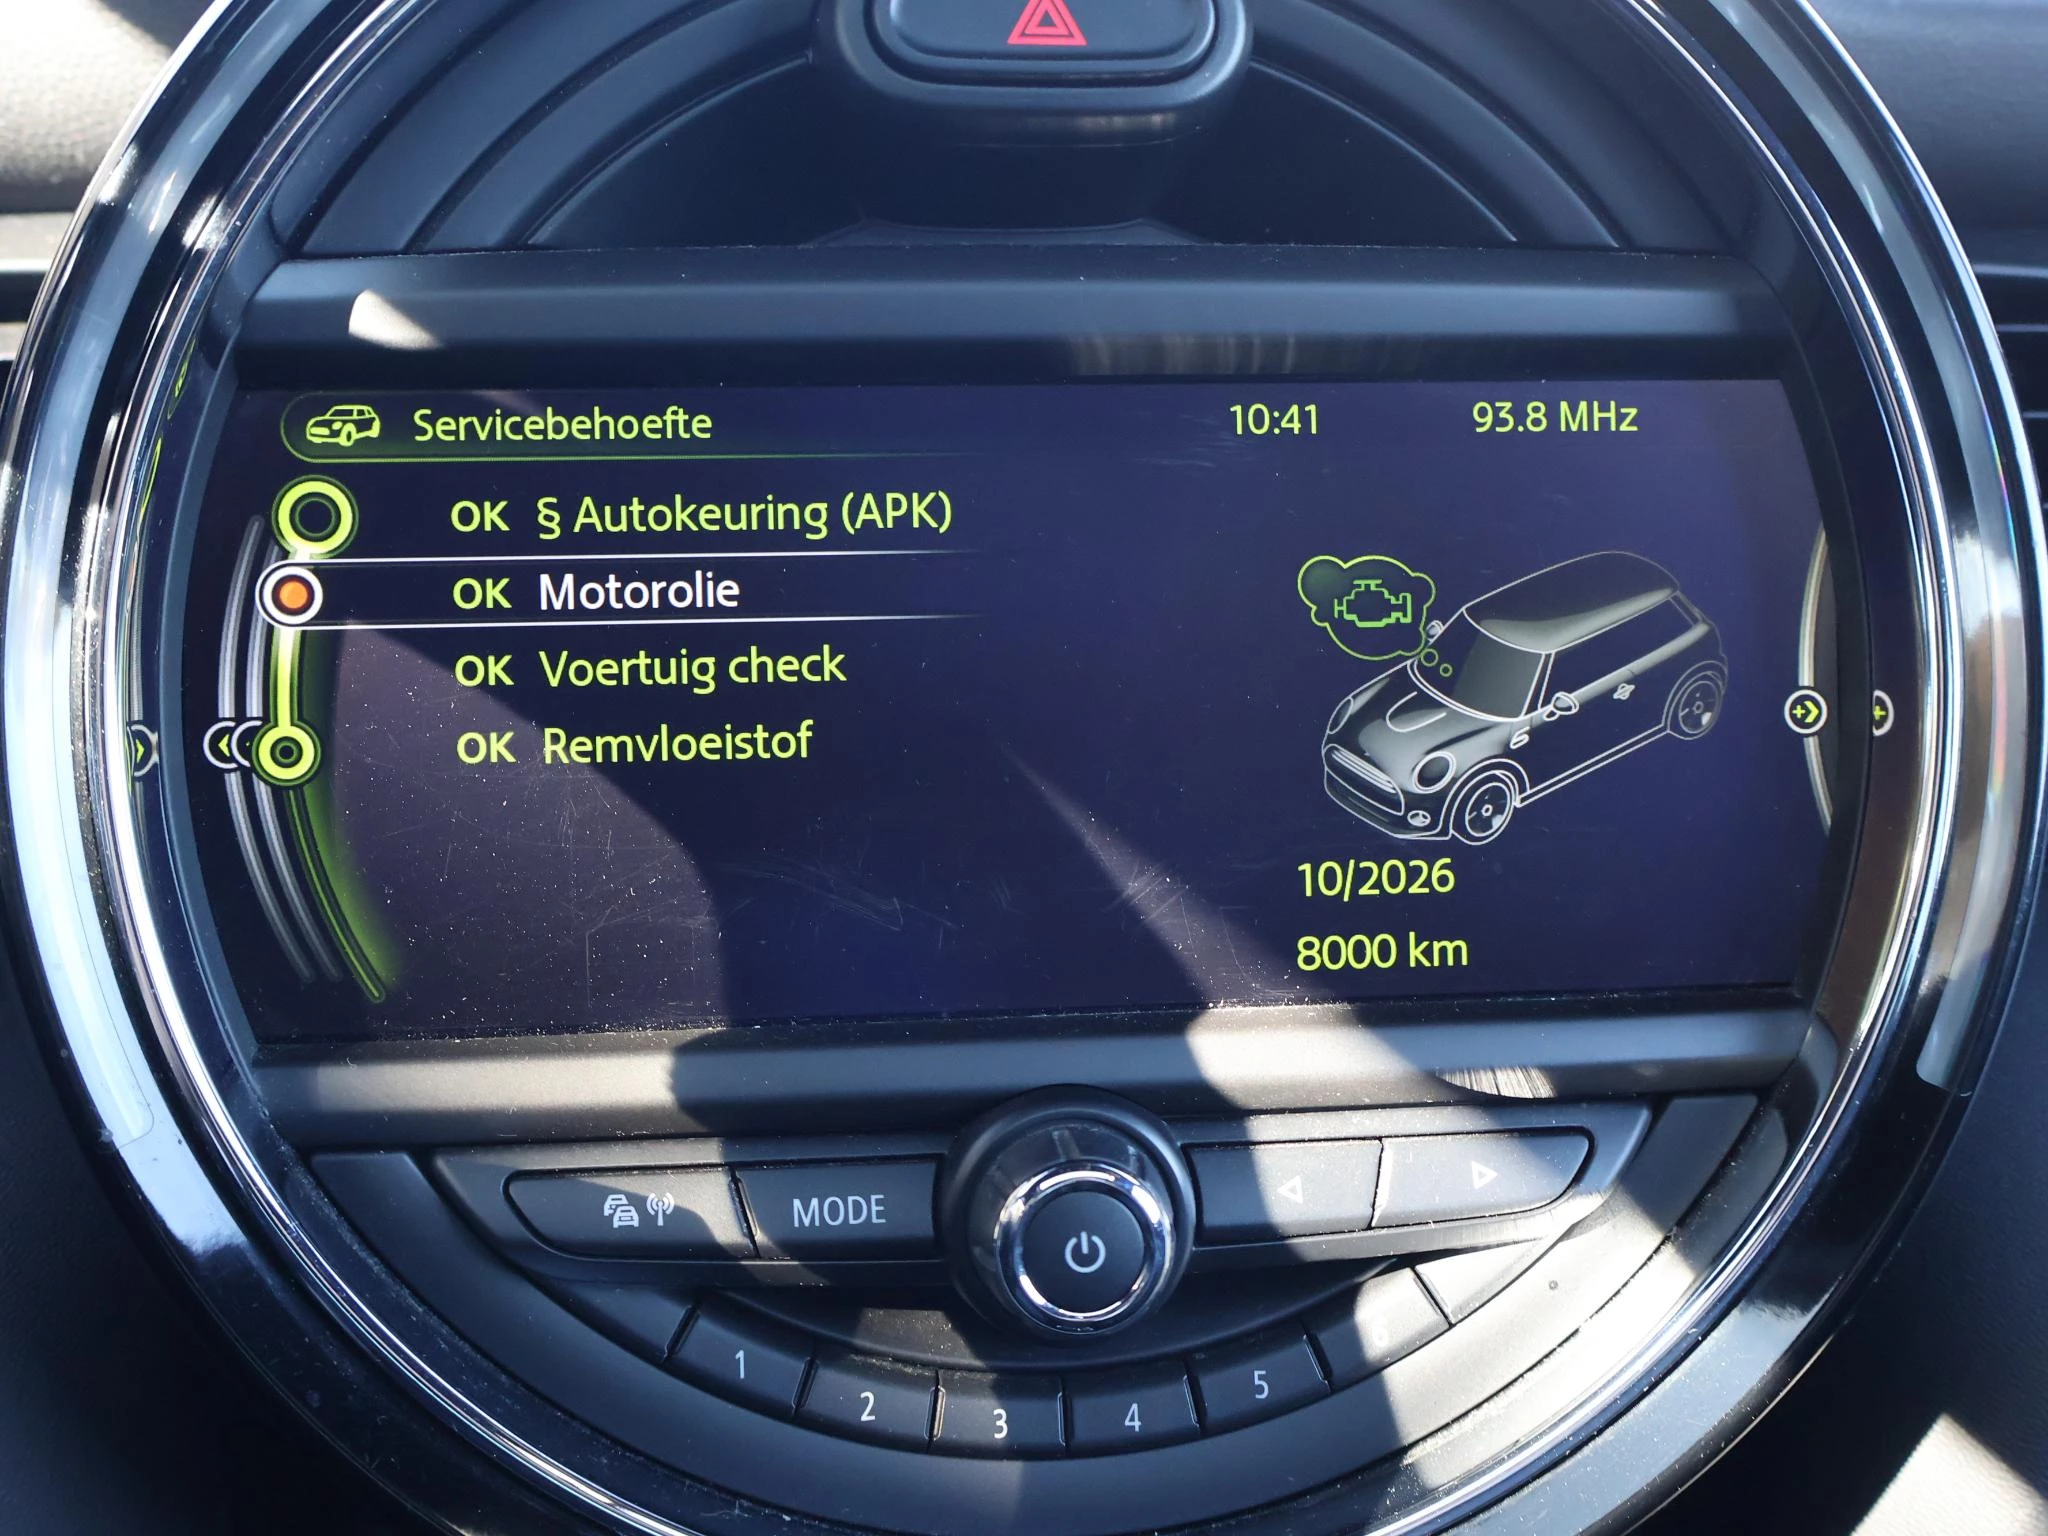 Servicebehoefte 10:41 93.8 MHz
OK § Autokeuring (APK)
OK Motorolie
OK Voertuig check
OK Remvloeistof
10/2026
8000 km
MODE
1 2 3 4 5 6